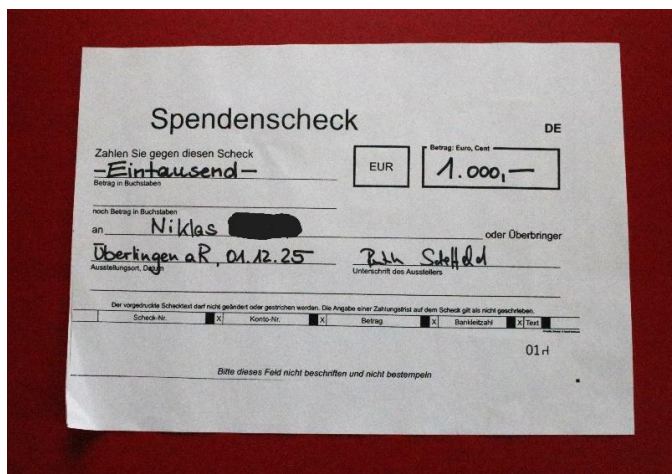 Spendenscheck
DE
Zahlen Sie gegen diesen Scheck
-Eintausend-
Betrag in Buchstaben
EUR
Betrag: Euro, Cent
1.000,—
noch Betrag in Buchstaben
an Niklas oder Überbringer
Überlingen a R, 01.12.25
Ausstellungsort, Datum
Unterschrift des Ausstellers
Der vorgedruckte Schecktext darf nicht geändert oder gestrichen werden. Die Angabe einer Zahlungsfrist auf dem Scheck gilt als nicht geschrieben.
Scheck-Nr. X Konto-Nr. X Betrag X Bankleitzahl X Text
Bitte dieses Feld nicht beschriften und nicht bestempeln